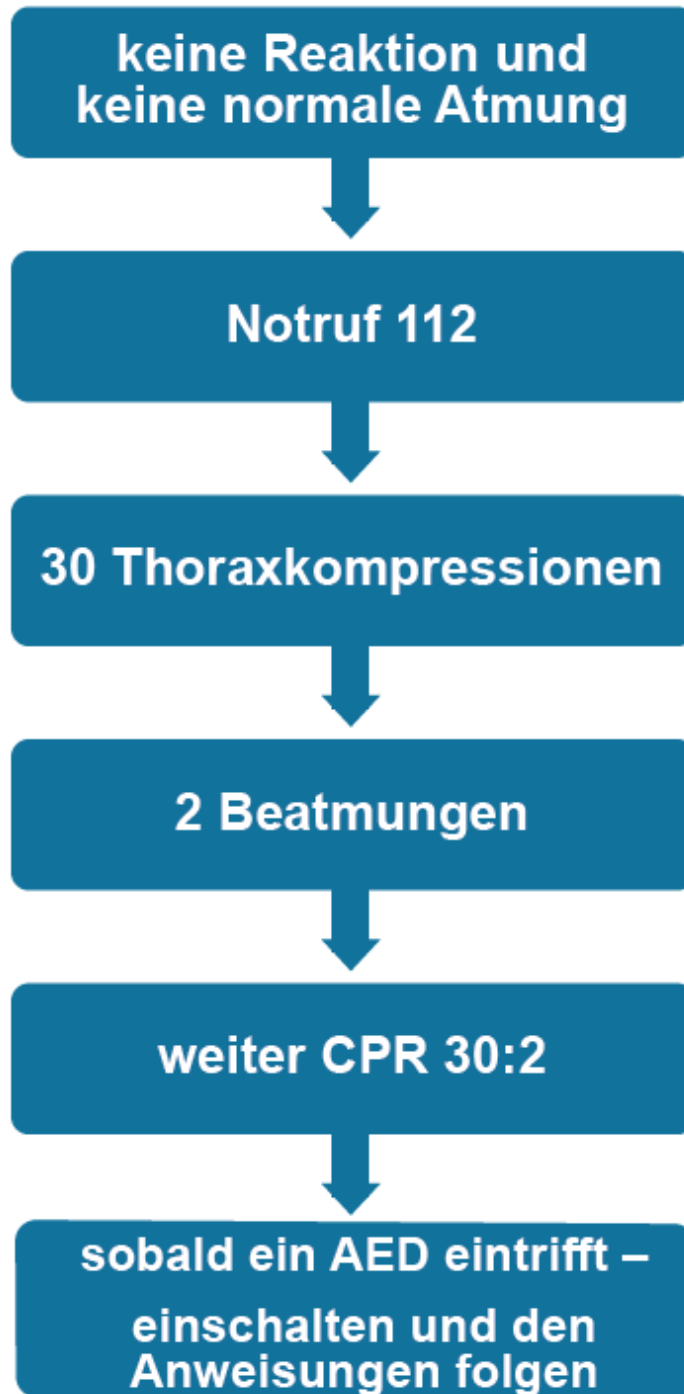 keine Reaktion und
keine normale Atmung
Notruf 112
30 Thoraxkompressionen
2 Beatmungen
weiter CPR 30:2
sobald ein AED eintrifft –
einschalten und den
Anweisungen folgen